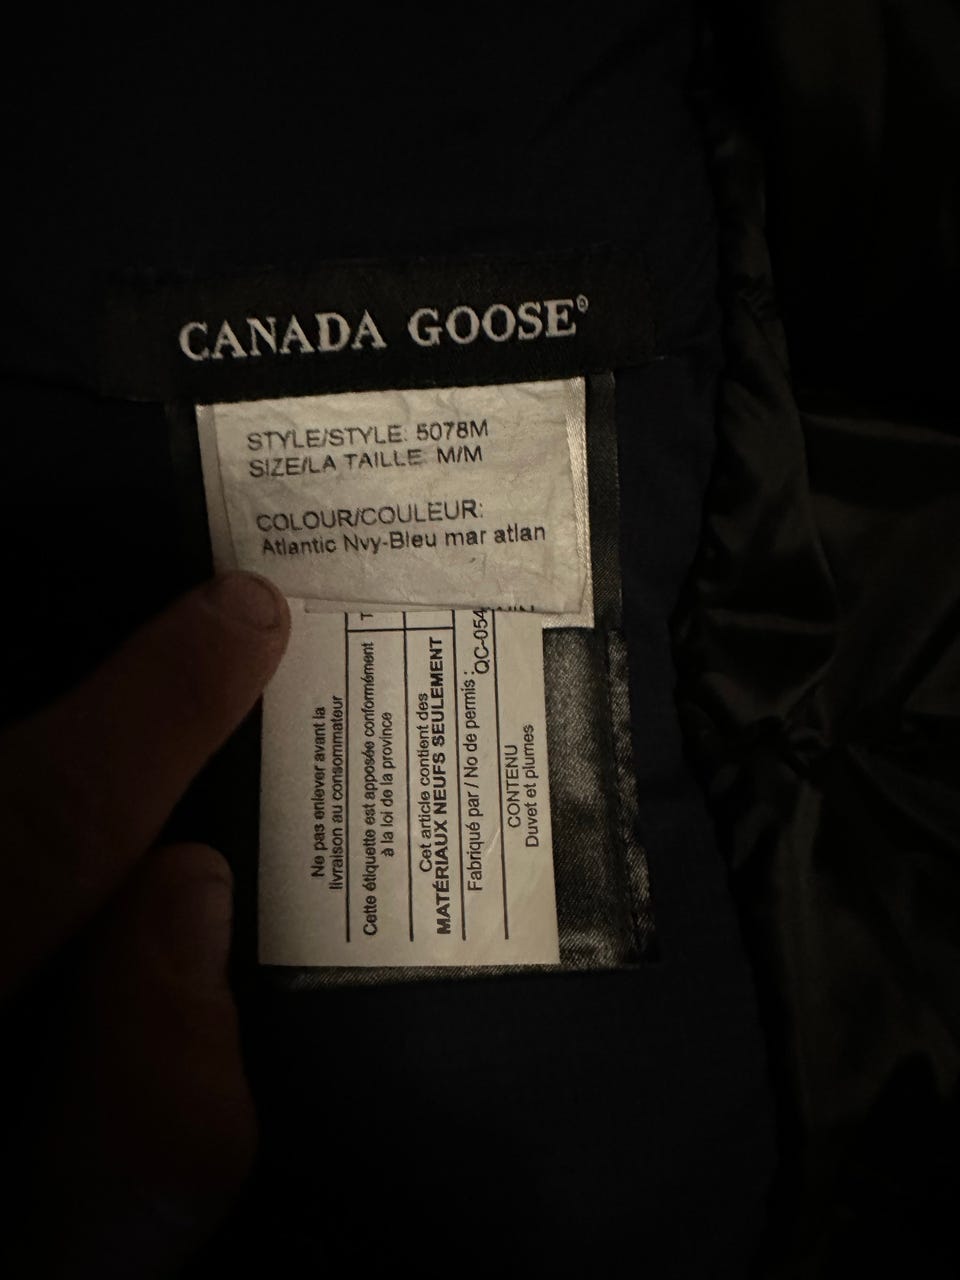 CANADA GOOSE®
STYLE/STYLE: 5078M
SIZE/LA TAILLE M/M
COLOUR/COULEUR:
Atlantic Nvy-Bleu mar atlan
Ne pas enlever avant la
livraison au consommateur
Cette étiquette est apposée conformément
à la loi de la province
Cet article contient des
MATÉRIAUX NEUFS SEULEMENT
Fabriqué par / No de permis :
QC-054
CONTENU
Duvet et plumes